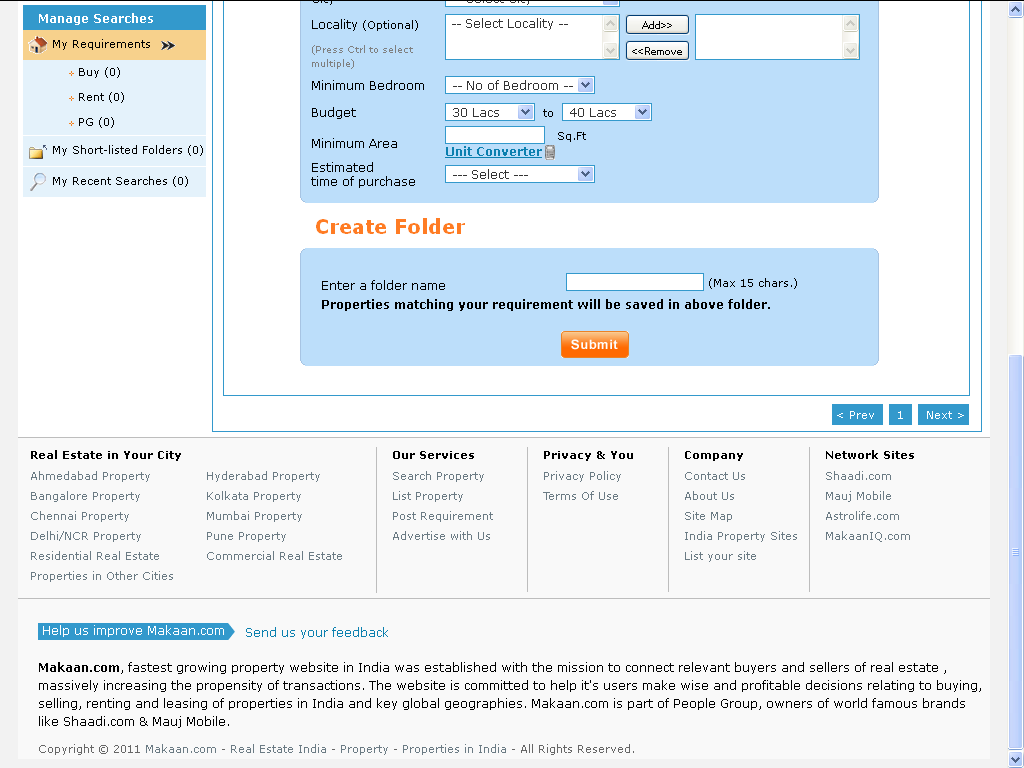 Manage Searches
My Requirements
Buy (0)
Rent (0)
PG (0)
My Short-listed Folders (0)
My Recent Searches (0)
Locality (Optional)
-- Select Locality --
Add>>
(Press Ctrl to select
multiple)
<<Remove
Minimum Bedroom
-- No of Bedroom --
Budget
30 Lacs to 40 Lacs
Minimum Area
Sq.Ft
Unit Converter
Estimated
time of purchase
--- Select ---
Create Folder
Enter a folder name
(Max 15 chars.)
Properties matching your requirement will be saved in above folder.
Submit
< Prev 1 Next >
Real Estate in Your City
Ahmedabad Property
Bangalore Property
Chennai Property
Delhi/NCR Property
Residential Real Estate
Properties in Other Cities
Hyderabad Property
Kolkata Property
Mumbai Property
Pune Property
Commercial Real Estate
Our Services
Search Property
List Property
Post Requirement
Advertise with Us
Privacy & You
Privacy Policy
Terms Of Use
Company
Contact Us
About Us
Site Map
India Property Sites
List your site
Network Sites
Shaadi.com
Mauj Mobile
Astrolife.com
MakaanIQ.com
Help us improve Makaan.com Send us your feedback
Makaan.com, fastest growing property website in India was established with the mission to connect relevant buyers and sellers of real estate ,
massively increasing the propensity of transactions. The website is committed to help it's users make wise and profitable decisions relating to buying,
selling, renting and leasing of properties in India and key global geographies. Makaan.com is part of People Group, owners of world famous brands
like Shaadi.com & Mauj Mobile.
Copyright © 2011 Makaan.com - Real Estate India - Property - Properties in India - All Rights Reserved.